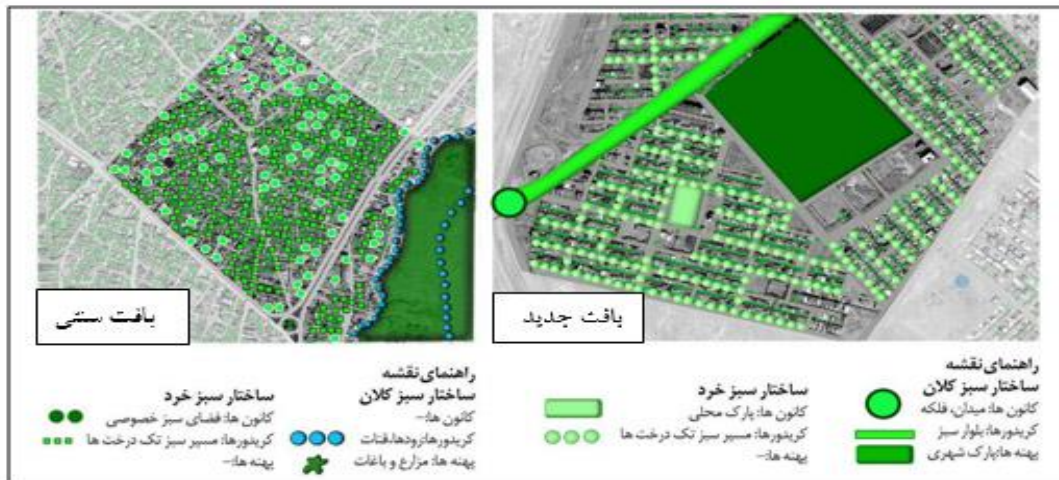 بافت سنتی
بافت جدید
راهنمای نقشه
ساختار سبز کلان
کانون ها: میدان، فلکه
کریدورها: بلوار سبز
پهنه ها: پارک شهری
ساختار سبز خرد
کانون ها: پارک محلی
کریدورها: مسیر سبز تک درخت ها
پهنه ها: -
راهنمای نقشه
ساختار سبز کلان
کانون ها: -
کریدورها: رودها، قنات
پهنه ها: مزارع و باغات
ساختار سبز خرد
کانون ها: فضای سبز خصوصی
کریدورها: مسیر سبز تک درخت ها
پهنه ها: -